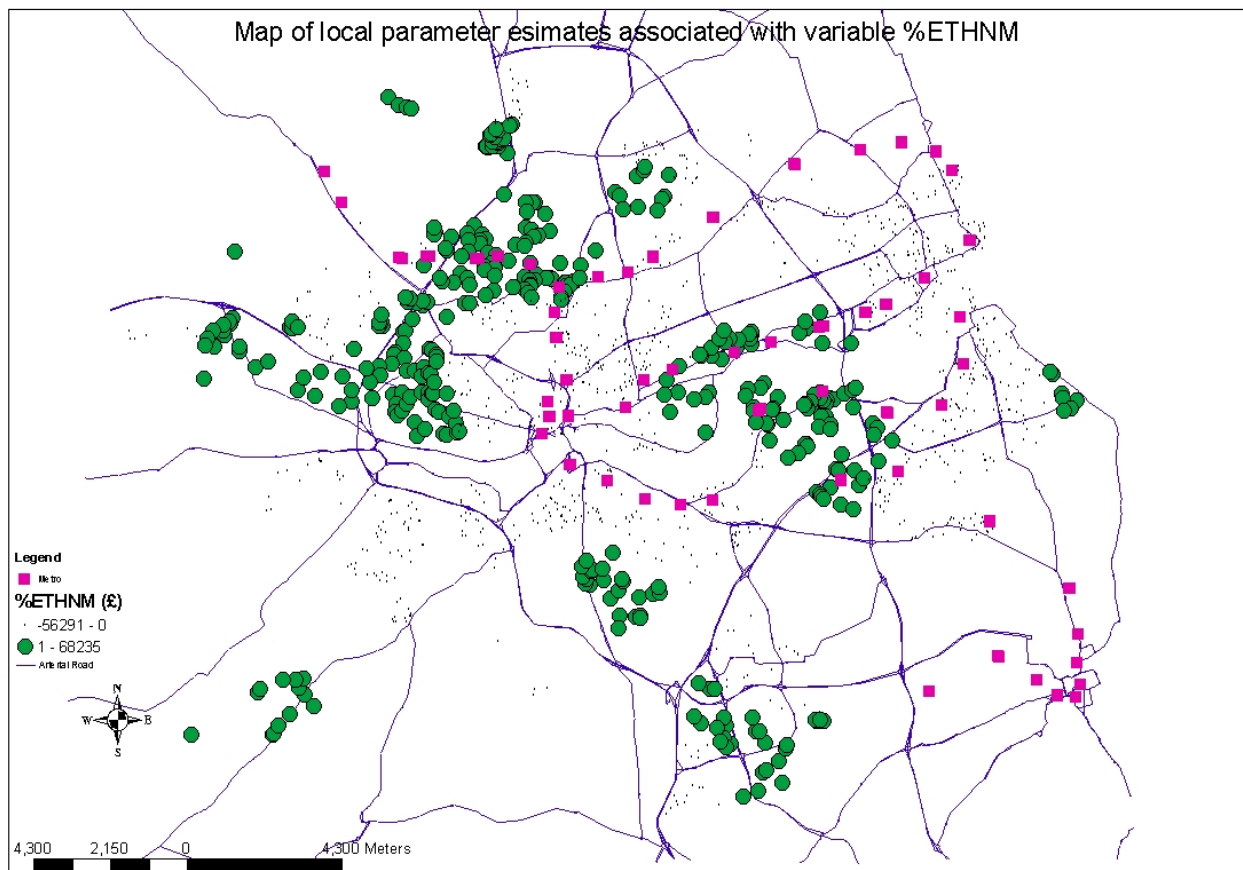 Map of local parameter esimates associated with variable %ETHNM
Legend
Metro
%ETHNM (£)
-56291 - 0
1 - 68235
Arterial Road
N
W E
S
4,300 2,150 0 4,300 Meters